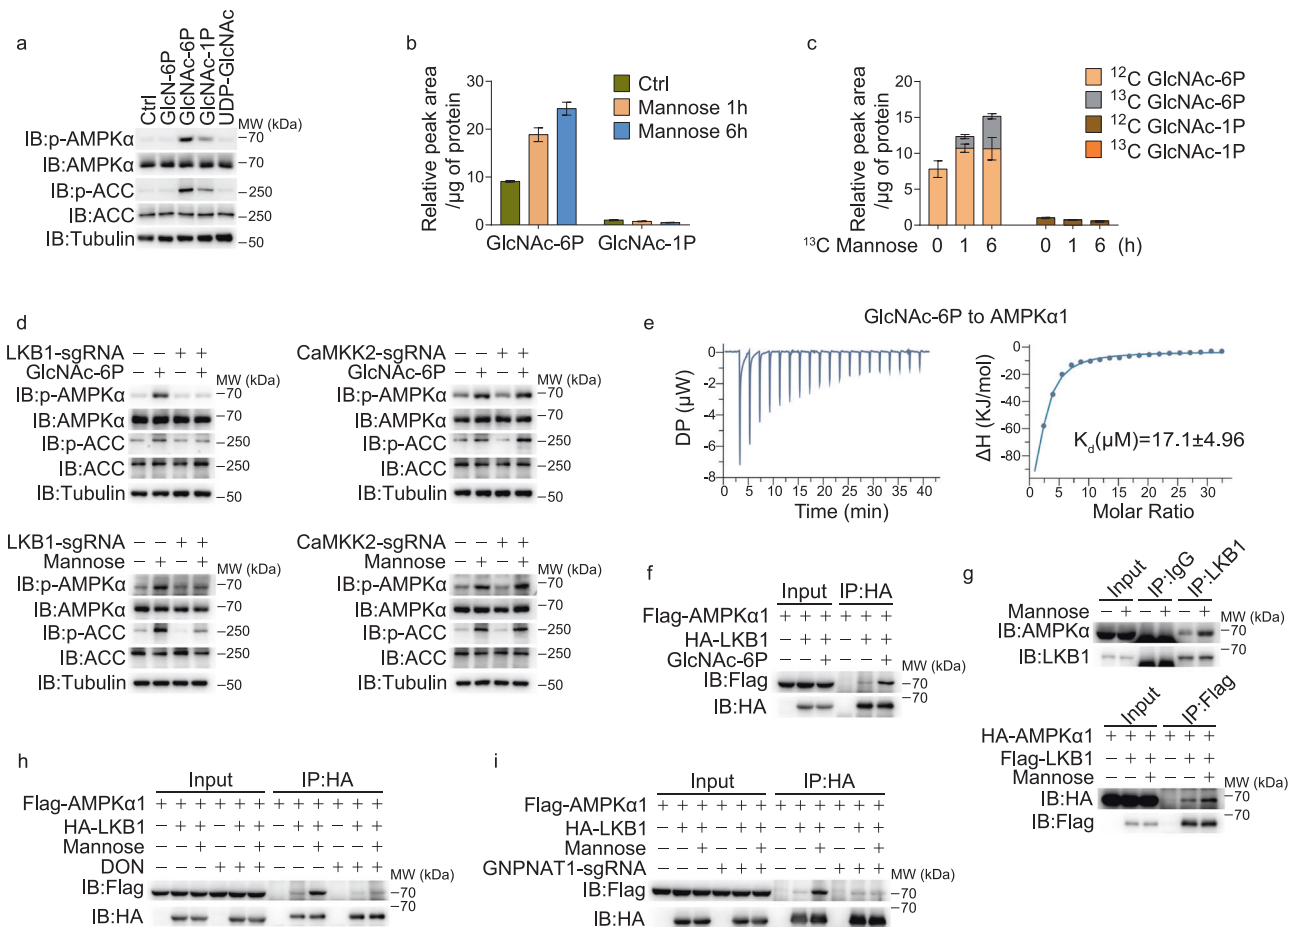 a
Ctrl
GlcN-6P
GlcNAc-6P
GlcNAc-1P
UDP-GlcNAc
MW (kDa)
IB:p-AMPKα –70
IB:AMPKα –70
IB:p-ACC –250
IB:ACC –250
IB:Tubulin –50
b
Relative peak area
/µg of protein
30
20
10
0
Ctrl
Mannose 1h
Mannose 6h
GlcNAc-6P GlcNAc-1P
c
Relative peak area
/µg of protein
20
15
10
5
0
¹²C GlcNAc-6P
¹³C GlcNAc-6P
¹²C GlcNAc-1P
¹³C GlcNAc-1P
¹³C Mannose 0 1 6 0 1 6 (h)
d
LKB1-sgRNA – – + +
GlcNAc-6P – + – +
MW (kDa)
IB:p-AMPKα –70
IB:AMPKα –70
IB:p-ACC –250
IB:ACC –250
IB:Tubulin –50
CaMKK2-sgRNA – – + +
GlcNAc-6P – + – +
MW (kDa)
IB:p-AMPKα –70
IB:AMPKα –70
IB:p-ACC –250
IB:ACC –250
IB:Tubulin –50
LKB1-sgRNA – – + +
Mannose – + – +
MW (kDa)
IB:p-AMPKα –70
IB:AMPKα –70
IB:p-ACC –250
IB:ACC –250
IB:Tubulin –50
CaMKK2-sgRNA – – + +
Mannose – + – +
MW (kDa)
IB:p-AMPKα –70
IB:AMPKα –70
IB:p-ACC –250
IB:ACC –250
IB:Tubulin –50
e
GlcNAc-6P to AMPKα1
DP (µW)
0
-2
-4
-6
-8
0 5 10 15 20 25 30 35 40
Time (min)
ΔH (KJ/mol)
0
-20
-40
-60
-80
K_d(µM)=17.1±4.96
0 5 10 15 20 25 30
Molar Ratio
f
Input IP:HA
Flag-AMPKα1 + + + + + +
HA-LKB1 – + + – + +
GlcNAc-6P – – + – – +
MW (kDa)
IB:Flag –70
IB:HA –70
g
Input IP:IgG IP:LKB1
Mannose – + – + – +
MW (kDa)
IB:AMPKα –70
IB:LKB1 –70
Input IP:Flag
HA-AMPKα1 + + + + + +
Flag-LKB1 – + + – + +
Mannose – – + – – +
MW (kDa)
IB:HA –70
IB:Flag –70
h
Input IP:HA
Flag-AMPKα1 + + + + + + + + + + + +
HA-LKB1 – + + – + + – + + – + +
Mannose – – + – – + – – + – – +
DON – – – + + + – – – + + +
MW (kDa)
IB:Flag –70
IB:HA –70
i
Input IP:HA
Flag-AMPKα1 + + + + + + + + + + + +
HA-LKB1 – + + – + + – + + – + +
Mannose – – + – – + – – + – – +
GNPNAT1-sgRNA – – – + + + – – – + + +
MW (kDa)
IB:Flag –70
IB:HA –70